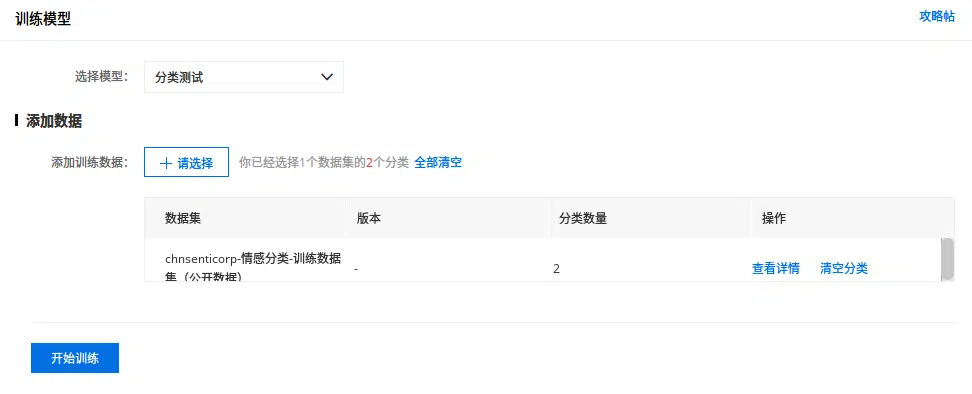 训练模型 攻略帖
选择模型: 分类测试
添加数据
添加训练数据: 请选择 你已经选择1个数据集的2个分类 全部清空
数据集 版本 分类数量 操作
chnsenticorp-情感分类-训练数据
集（公开数据） - 2 查看详情 清空分类
开始训练